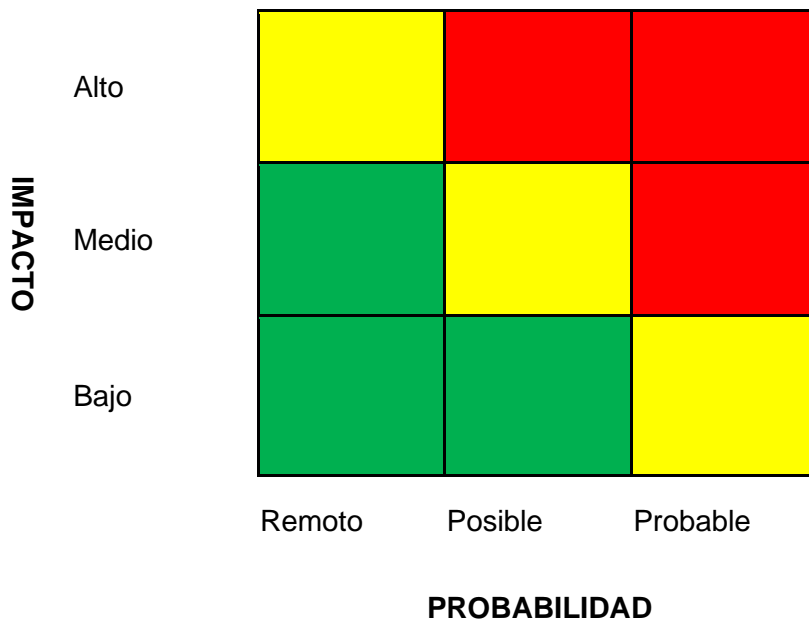 Alto
IMPACTO
Medio
Bajo
Remoto Posible Probable
PROBABILIDAD